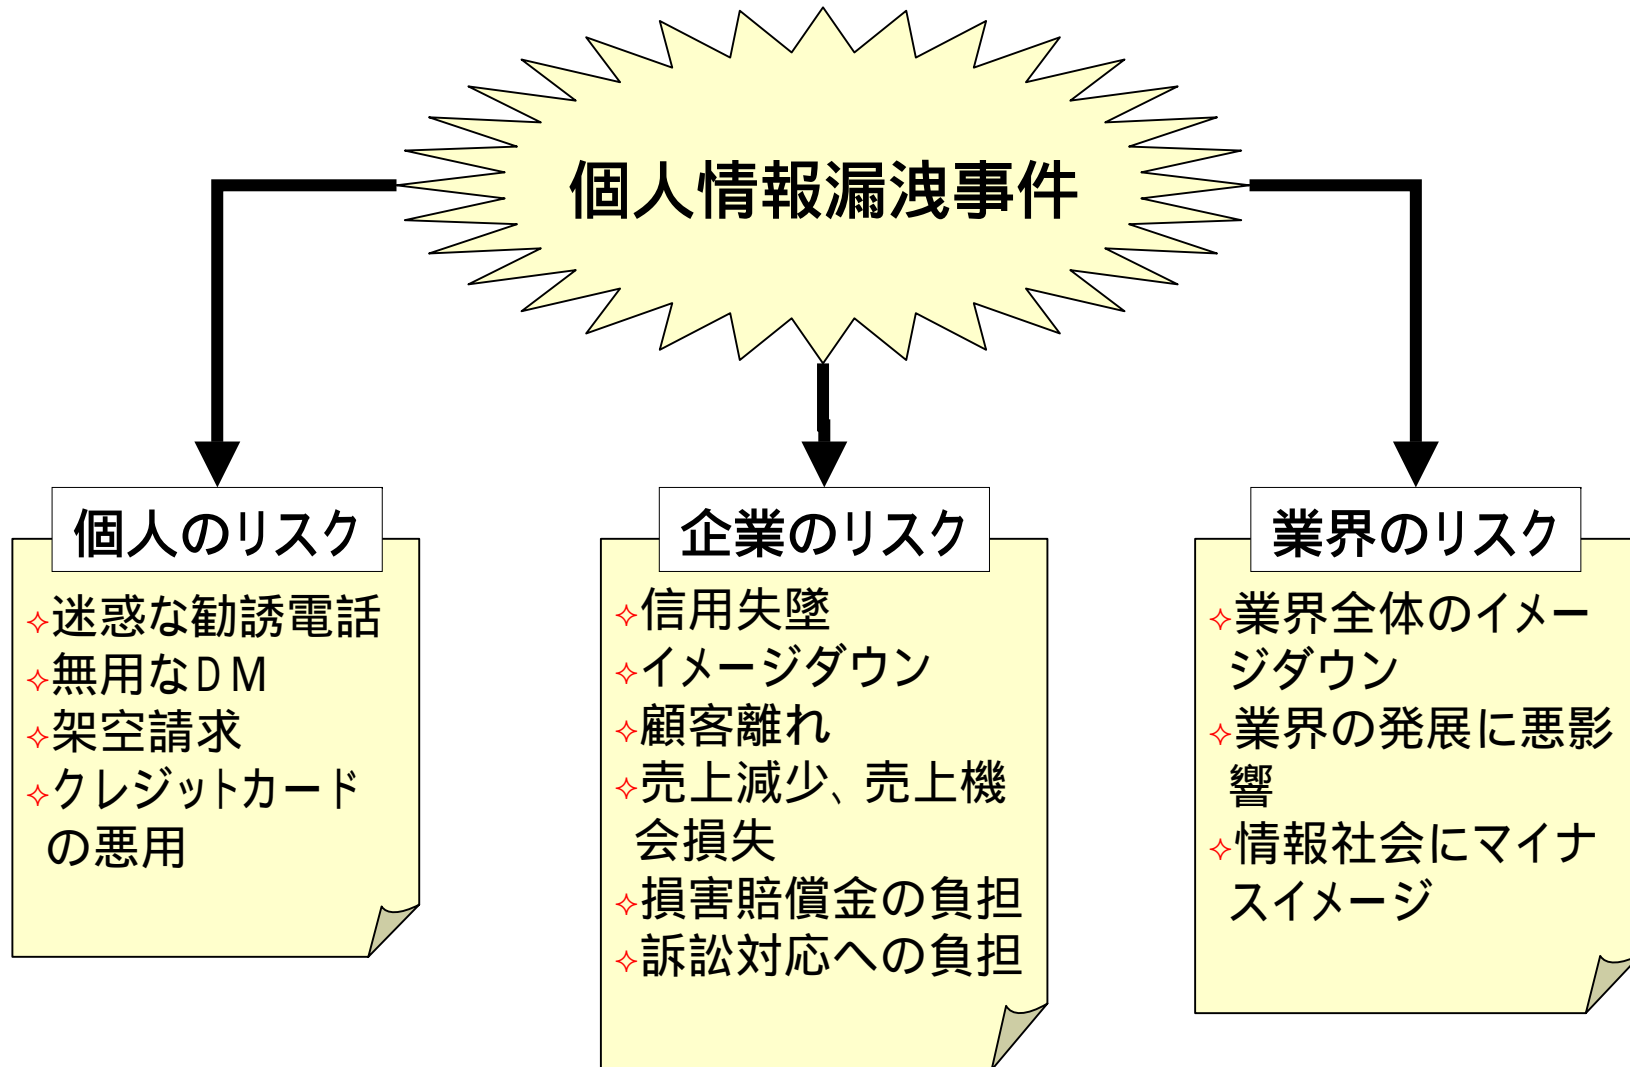 個人情報漏洩事件
個人のリスク
✧迷惑な勧誘電話
✧無用なDM
✧架空請求
✧クレジットカード
の悪用
企業のリスク
✧信用失墜
✧イメージダウン
✧顧客離れ
✧売上減少、売上機
会損失
✧損害賠償金の負担
✧訴訟対応への負担
業界のリスク
✧業界全体のイメー
ジダウン
✧業界の発展に悪影
響
✧情報社会にマイナ
スイメージ